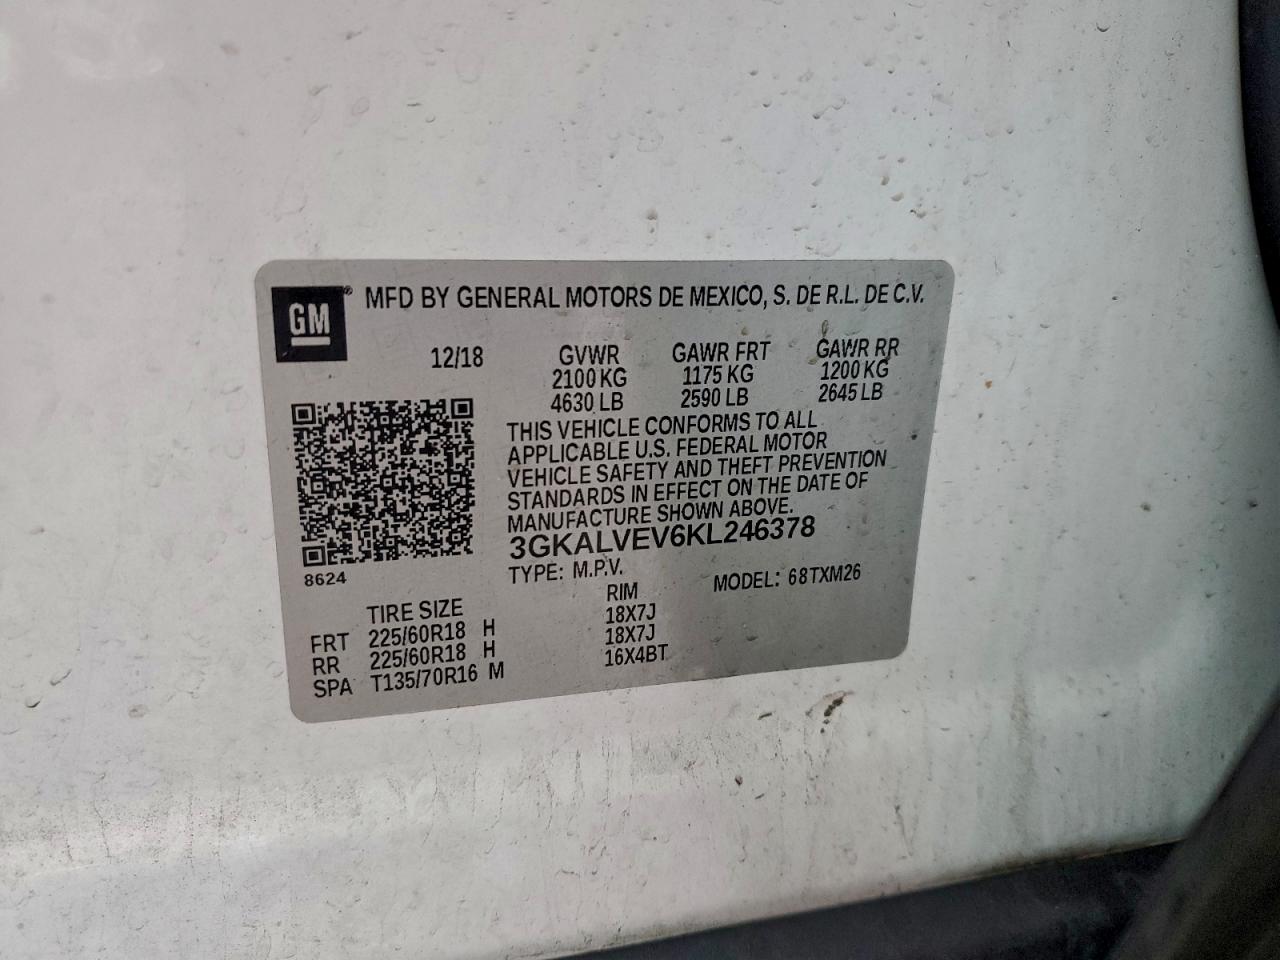 GM ® MFD BY GENERAL MOTORS DE MEXICO, S. DE R.L. DE C.V.
12/18 GVWR GAWR FRT GAWR RR
2100 KG 1175 KG 1200 KG
4630 LB 2590 LB 2645 LB
THIS VEHICLE CONFORMS TO ALL
APPLICABLE U.S. FEDERAL MOTOR
VEHICLE SAFETY AND THEFT PREVENTION
STANDARDS IN EFFECT ON THE DATE OF
MANUFACTURE SHOWN ABOVE.
3GKALVEV6KL246378
8624
TYPE: M.P.V. MODEL: 68TXM26
TIRE SIZE RIM
FRT 225/60R18 H 18X7J
RR 225/60R18 H 18X7J
SPA T135/70R16 M 16X4BT